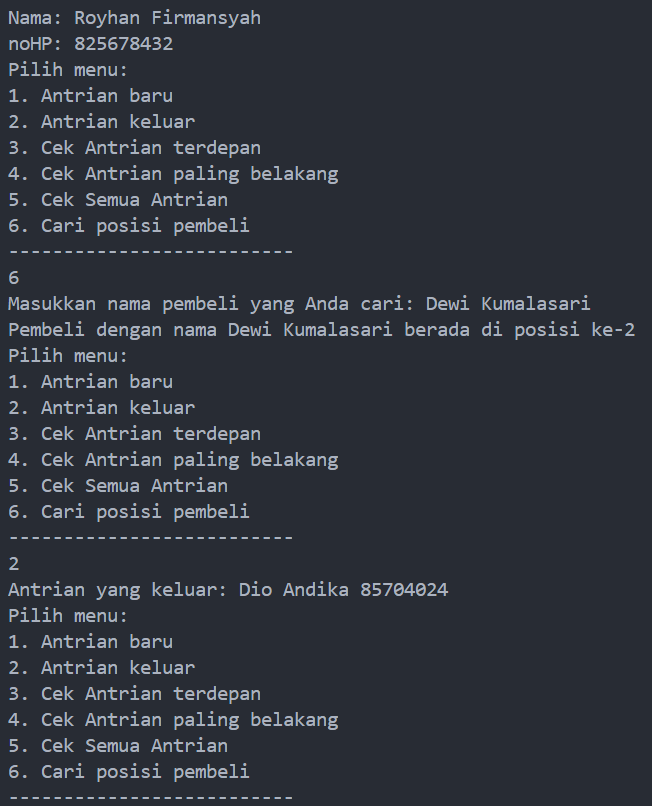 Nama: Royhan Firmansyah
noHP: 825678432
Pilih menu:
1. Antrian baru
2. Antrian keluar
3. Cek Antrian terdepan
4. Cek Antrian paling belakang
5. Cek Semua Antrian
6. Cari posisi pembeli
--------------------------
6
Masukkan nama pembeli yang Anda cari: Dewi Kumalasari
Pembeli dengan nama Dewi Kumalasari berada di posisi ke-2
Pilih menu:
1. Antrian baru
2. Antrian keluar
3. Cek Antrian terdepan
4. Cek Antrian paling belakang
5. Cek Semua Antrian
6. Cari posisi pembeli
--------------------------
2
Antrian yang keluar: Dio Andika 85704024
Pilih menu:
1. Antrian baru
2. Antrian keluar
3. Cek Antrian terdepan
4. Cek Antrian paling belakang
5. Cek Semua Antrian
6. Cari posisi pembeli
--------------------------